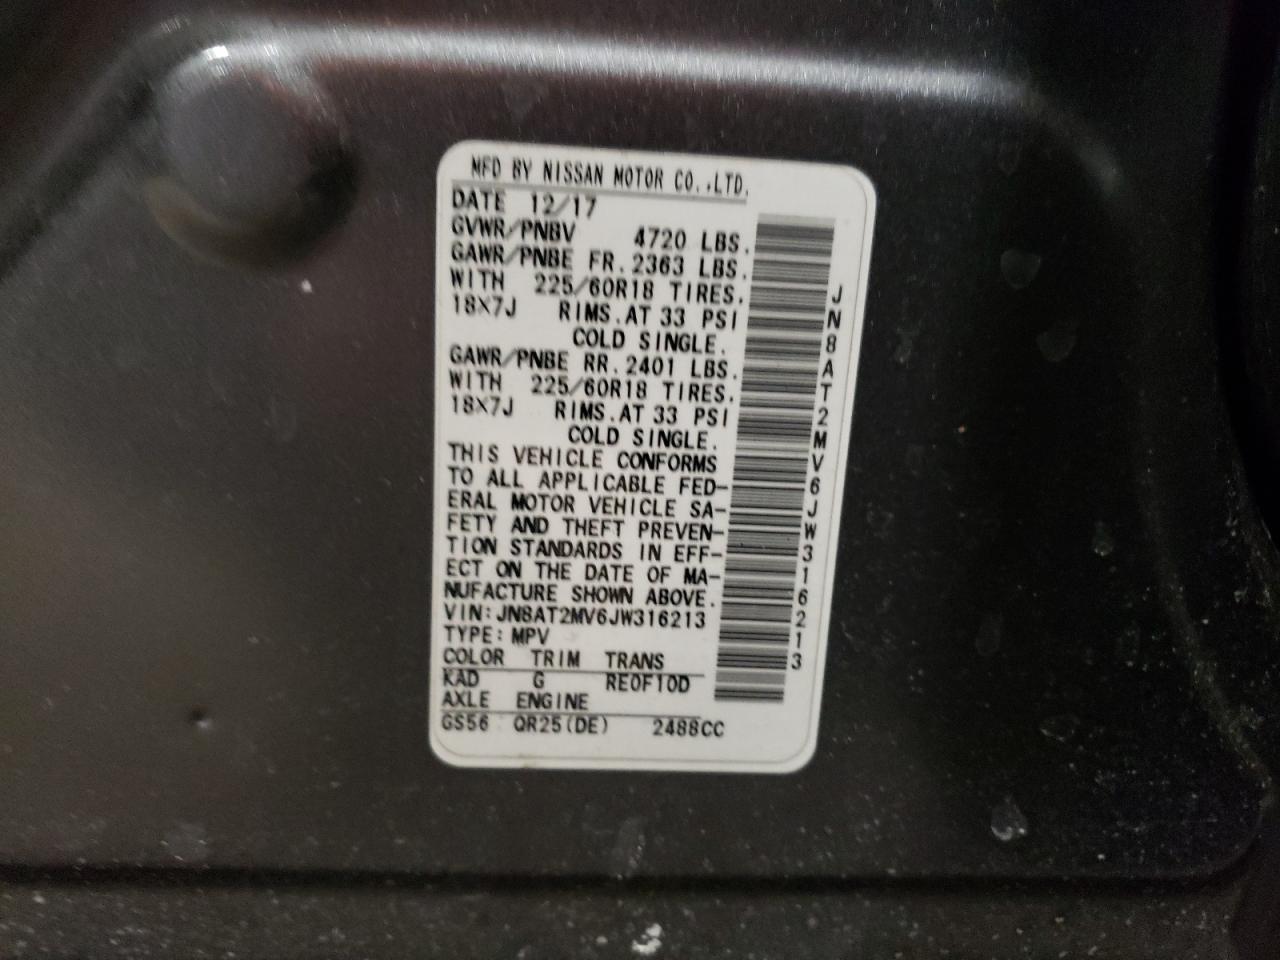 MFD BY NISSAN MOTOR CO.,LTD.
DATE 12/17
GVWR/PNBV 4720 LBS.
GAWR/PNBE FR. 2363 LBS.
WITH 225/60R18 TIRES.
18X7J RIMS. AT 33 PSI
COLD SINGLE.
GAWR/PNBE RR. 2401 LBS.
WITH 225/60R18 TIRES.
18X7J RIMS. AT 33 PSI
COLD SINGLE.
THIS VEHICLE CONFORMS
TO ALL APPLICABLE FED-
ERAL MOTOR VEHICLE SA-
FETY AND THEFT PREVEN-
TION STANDARDS IN EFF-
ECT ON THE DATE OF MA-
NUFACTURE SHOWN ABOVE.
VIN:JN8AT2MV6JW316213
TYPE: MPV
COLOR TRIM TRANS
KAD G RE0F10D
AXLE ENGINE
GS56 QR25(DE) 2488CC
JN8AT2MV6JW316213